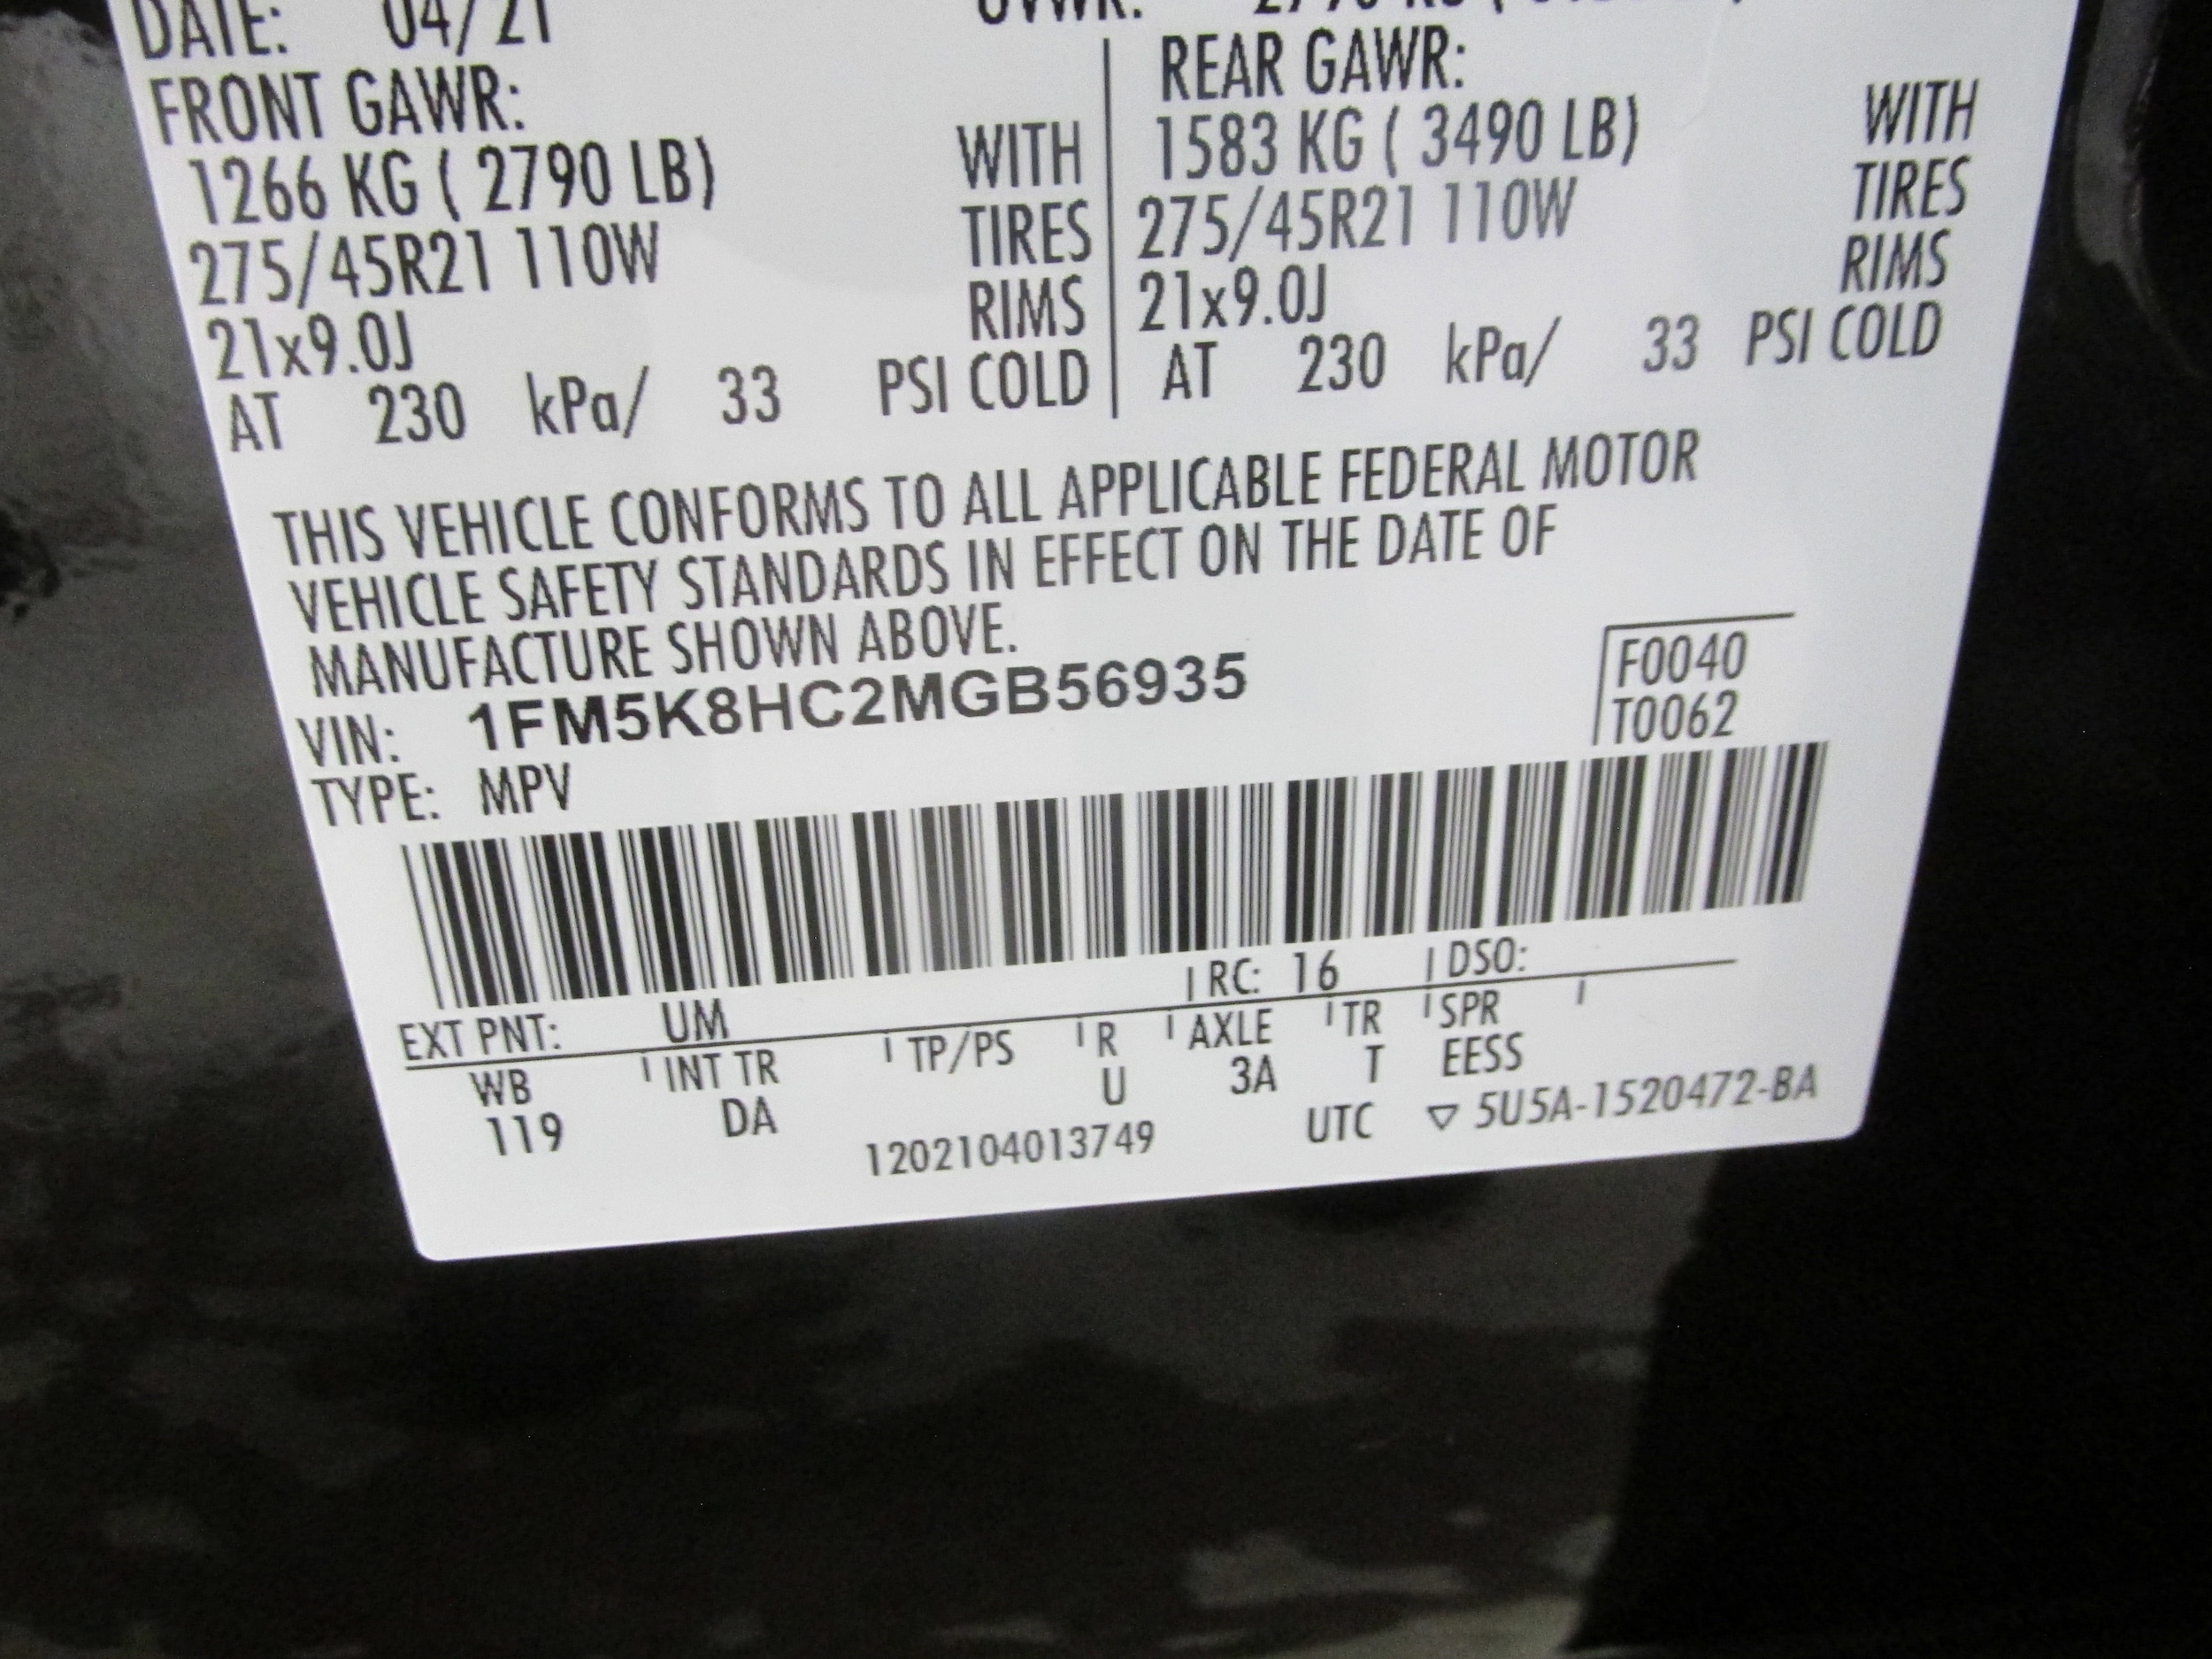 DATE: 04/21
GVWR:
FRONT GAWR:
1266 KG ( 2790 LB) WITH
275/45R21 110W TIRES
21x9.0J RIMS
AT 230 kPa/ 33 PSI COLD
REAR GAWR:
1583 KG ( 3490 LB) WITH
275/45R21 110W TIRES
21x9.0J RIMS
AT 230 kPa/ 33 PSI COLD
THIS VEHICLE CONFORMS TO ALL APPLICABLE FEDERAL MOTOR
VEHICLE SAFETY STANDARDS IN EFFECT ON THE DATE OF
MANUFACTURE SHOWN ABOVE.
VIN: 1FM5K8HC2MGB56935
TYPE: MPV
F0040
T0062
EXT PNT: UM RC: 16 DSO:
WB INT TR TP/PS R AXLE TR SPR
119 DA U 3A T EESS
1202104013749 UTC ▽ 5U5A-1520472-BA